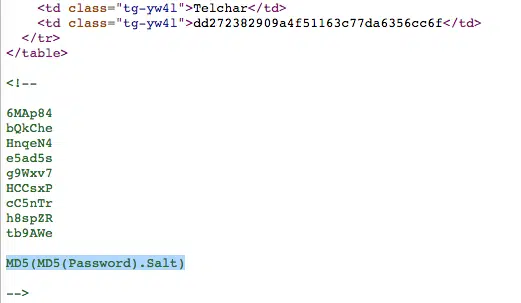 <td class="tg-yw4l">Telchar</td>
<td class="tg-yw4l">dd272382909a4f51163c77da6356cc6f</td>
</tr>
</table>
<!--
6MAp84
bQkChe
HnqeN4
e5ad5s
g9Wxv7
HCCsxP
cC5nTr
h8spZR
tb9AWe
MD5(MD5(Password).Salt)
-->